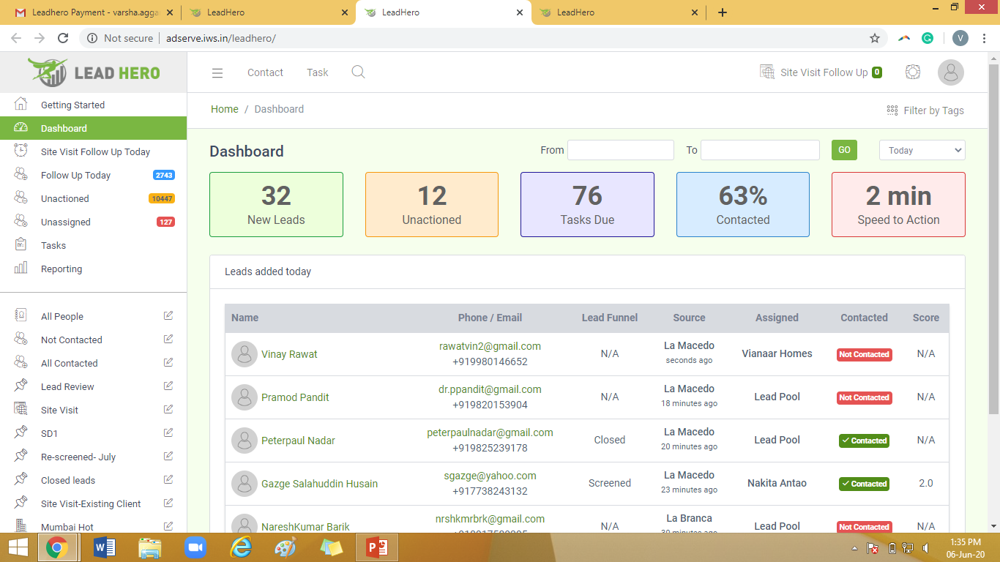 Leadhero Payment - varsha.agga
LeadHero
LeadHero
LeadHero
Not secure | adserve.iws.in/leadhero/
V
LEAD HERO
Contact Task
Site Visit Follow Up 0
Getting Started
Dashboard
Site Visit Follow Up Today
Follow Up Today 2743
Unactioned 10447
Unassigned 127
Tasks
Reporting
All People
Not Contacted
All Contacted
Lead Review
Site Visit
SD1
Re-screened- July
Closed leads
Site Visit-Existing Client
Mumbai Hot
Home / Dashboard
Filter by Tags
Dashboard
From To GO Today
32
New Leads
12
Unactioned
76
Tasks Due
63%
Contacted
2 min
Speed to Action
Leads added today
Name Phone / Email Lead Funnel Source Assigned Contacted Score
Vinay Rawat
rawatvin2@gmail.com
+919980146652
N/A
La Macedo
seconds ago
Vianaar Homes
Not Contacted
N/A
Pramod Pandit
dr.ppandit@gmail.com
+919820153904
N/A
La Macedo
18 minutes ago
Lead Pool
Not Contacted
N/A
Peterpaul Nadar
peterpaulnadar@gmail.com
+919825239178
Closed
La Macedo
20 minutes ago
Lead Pool
Contacted
N/A
Gazge Salahuddin Husain
sgazge@yahoo.com
+917738243132
Screened
La Macedo
23 minutes ago
Nakita Antao
Contacted
2.0
NareshKumar Barik
nrshkmrbrk@gmail.com
N/A
La Branca
Lead Pool
Not Contacted
N/A
1:35 PM
06-Jun-20